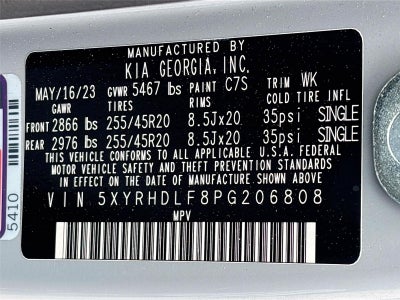 MANUFACTURED BY
KIA GEORGIA, INC.
MAY/16/23 GVWR 5467 lbs PAINT C7S TRIM WK
GAWR TIRES RIMS COLD TIRE INFL
FRONT 2866 lbs 255/45R20 8.5Jx20 35psi SINGLE
REAR 2976 lbs 255/45R20 8.5Jx20 35psi SINGLE
THIS VEHICLE CONFORMS TO ALL APPLICABLE U.S.A. FEDERAL
MOTOR VEHICLE SAFETY, BUMPER, AND THEFT PREVENTION STANDARDS
IN EFFECT ON THE DATE OF MANUFACTURE SHOWN ABOVE.
VIN 5XYRHDLF8PG206808
MPV
5410